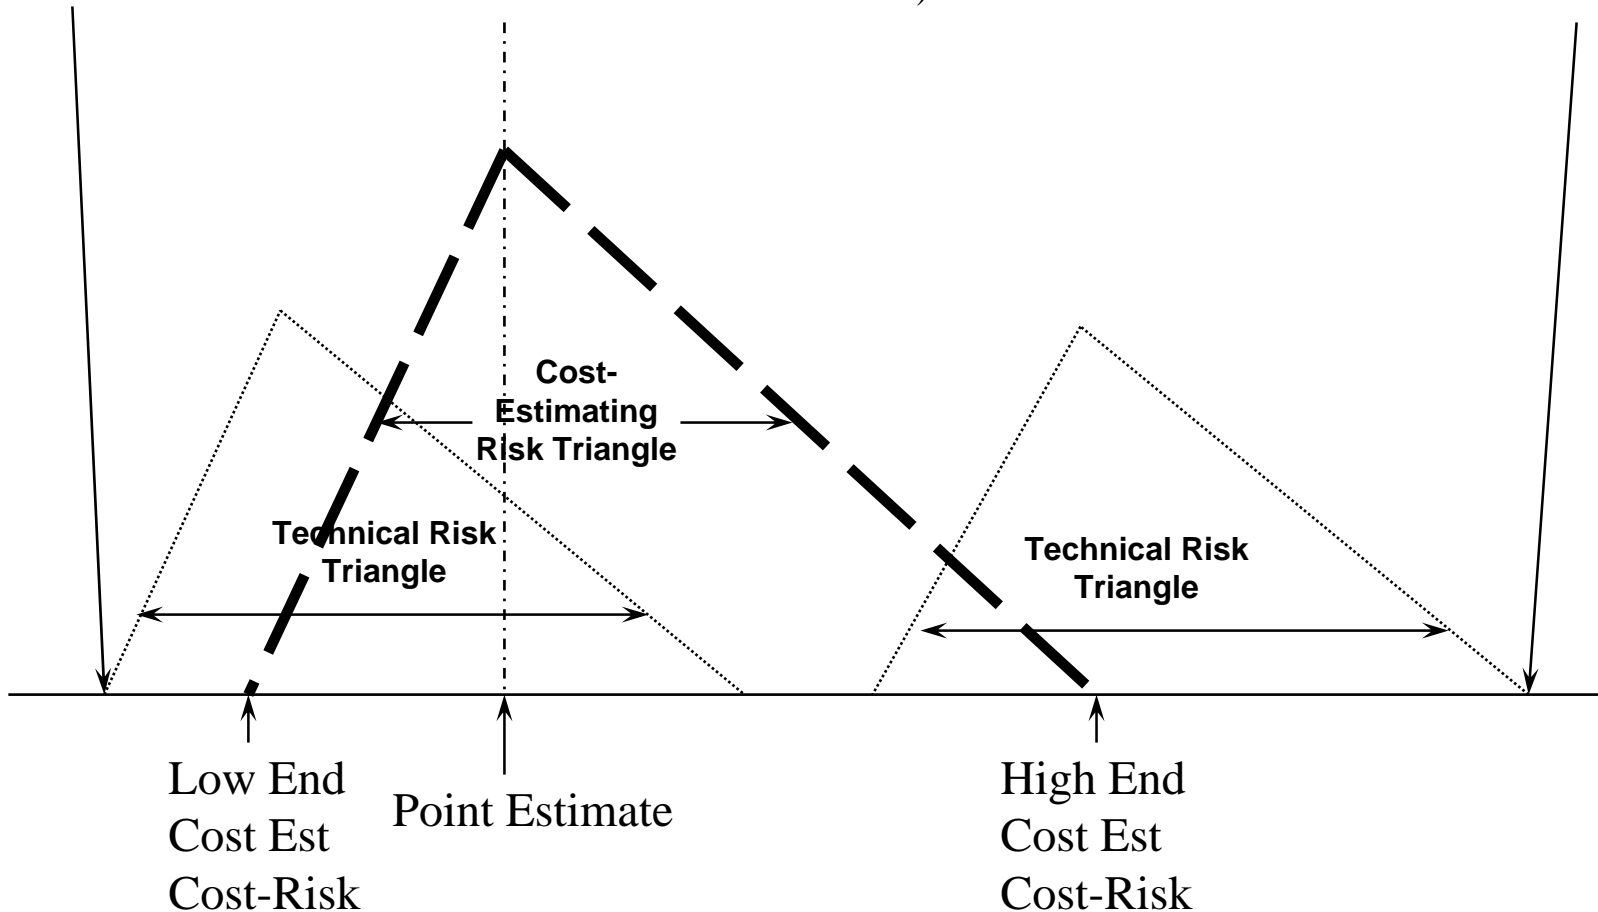 )
Cost-
Estimating
Risk Triangle
Technical Risk
Triangle
Technical Risk
Triangle
Low End
Cost Est
Cost-Risk
Point Estimate
High End
Cost Est
Cost-Risk